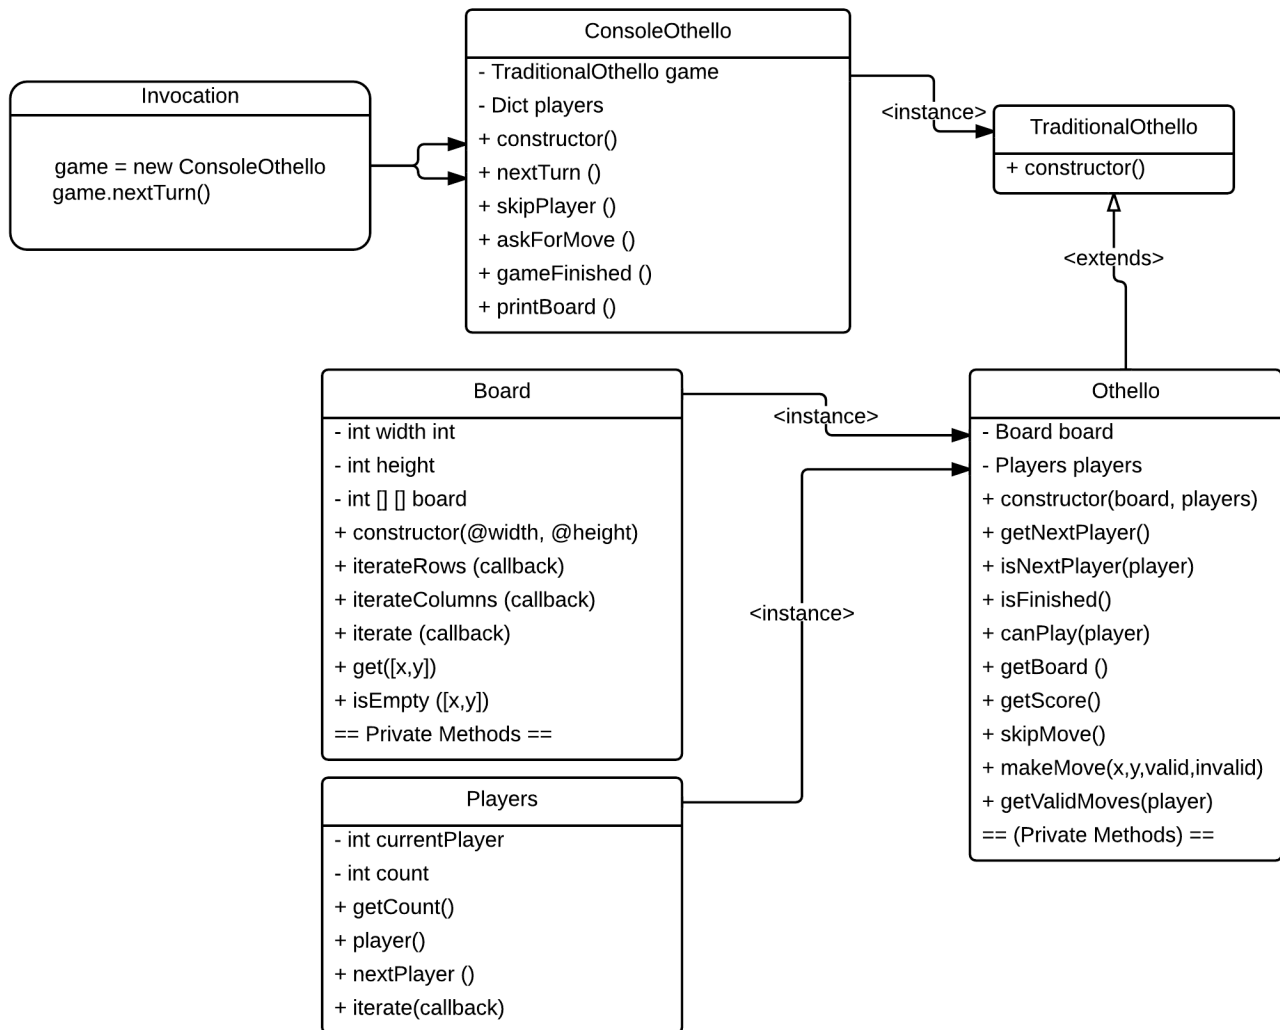 ConsoleOthello
- TraditionalOthello game
- Dict players
+ constructor()
+ nextTurn ()
+ skipPlayer ()
+ askForMove ()
+ gameFinished ()
+ printBoard ()
Invocation
game = new ConsoleOthello
game.nextTurn()
<instance>
TraditionalOthello
+ constructor()
<extends>
Board
- int width int
- int height
- int [] [] board
+ constructor(@width, @height)
+ iterateRows (callback)
+ iterateColumns (callback)
+ iterate (callback)
+ get([x,y])
+ isEmpty ([x,y])
== Private Methods ==
<instance>
Othello
- Board board
- Players players
+ constructor(board, players)
+ getNextPlayer()
+ isNextPlayer(player)
+ isFinished()
+ canPlay(player)
+ getBoard ()
+ getScore()
+ skipMove()
+ makeMove(x,y,valid,invalid)
+ getValidMoves(player)
== (Private Methods) ==
<instance>
Players
- int currentPlayer
- int count
+ getCount()
+ player()
+ nextPlayer ()
+ iterate(callback)